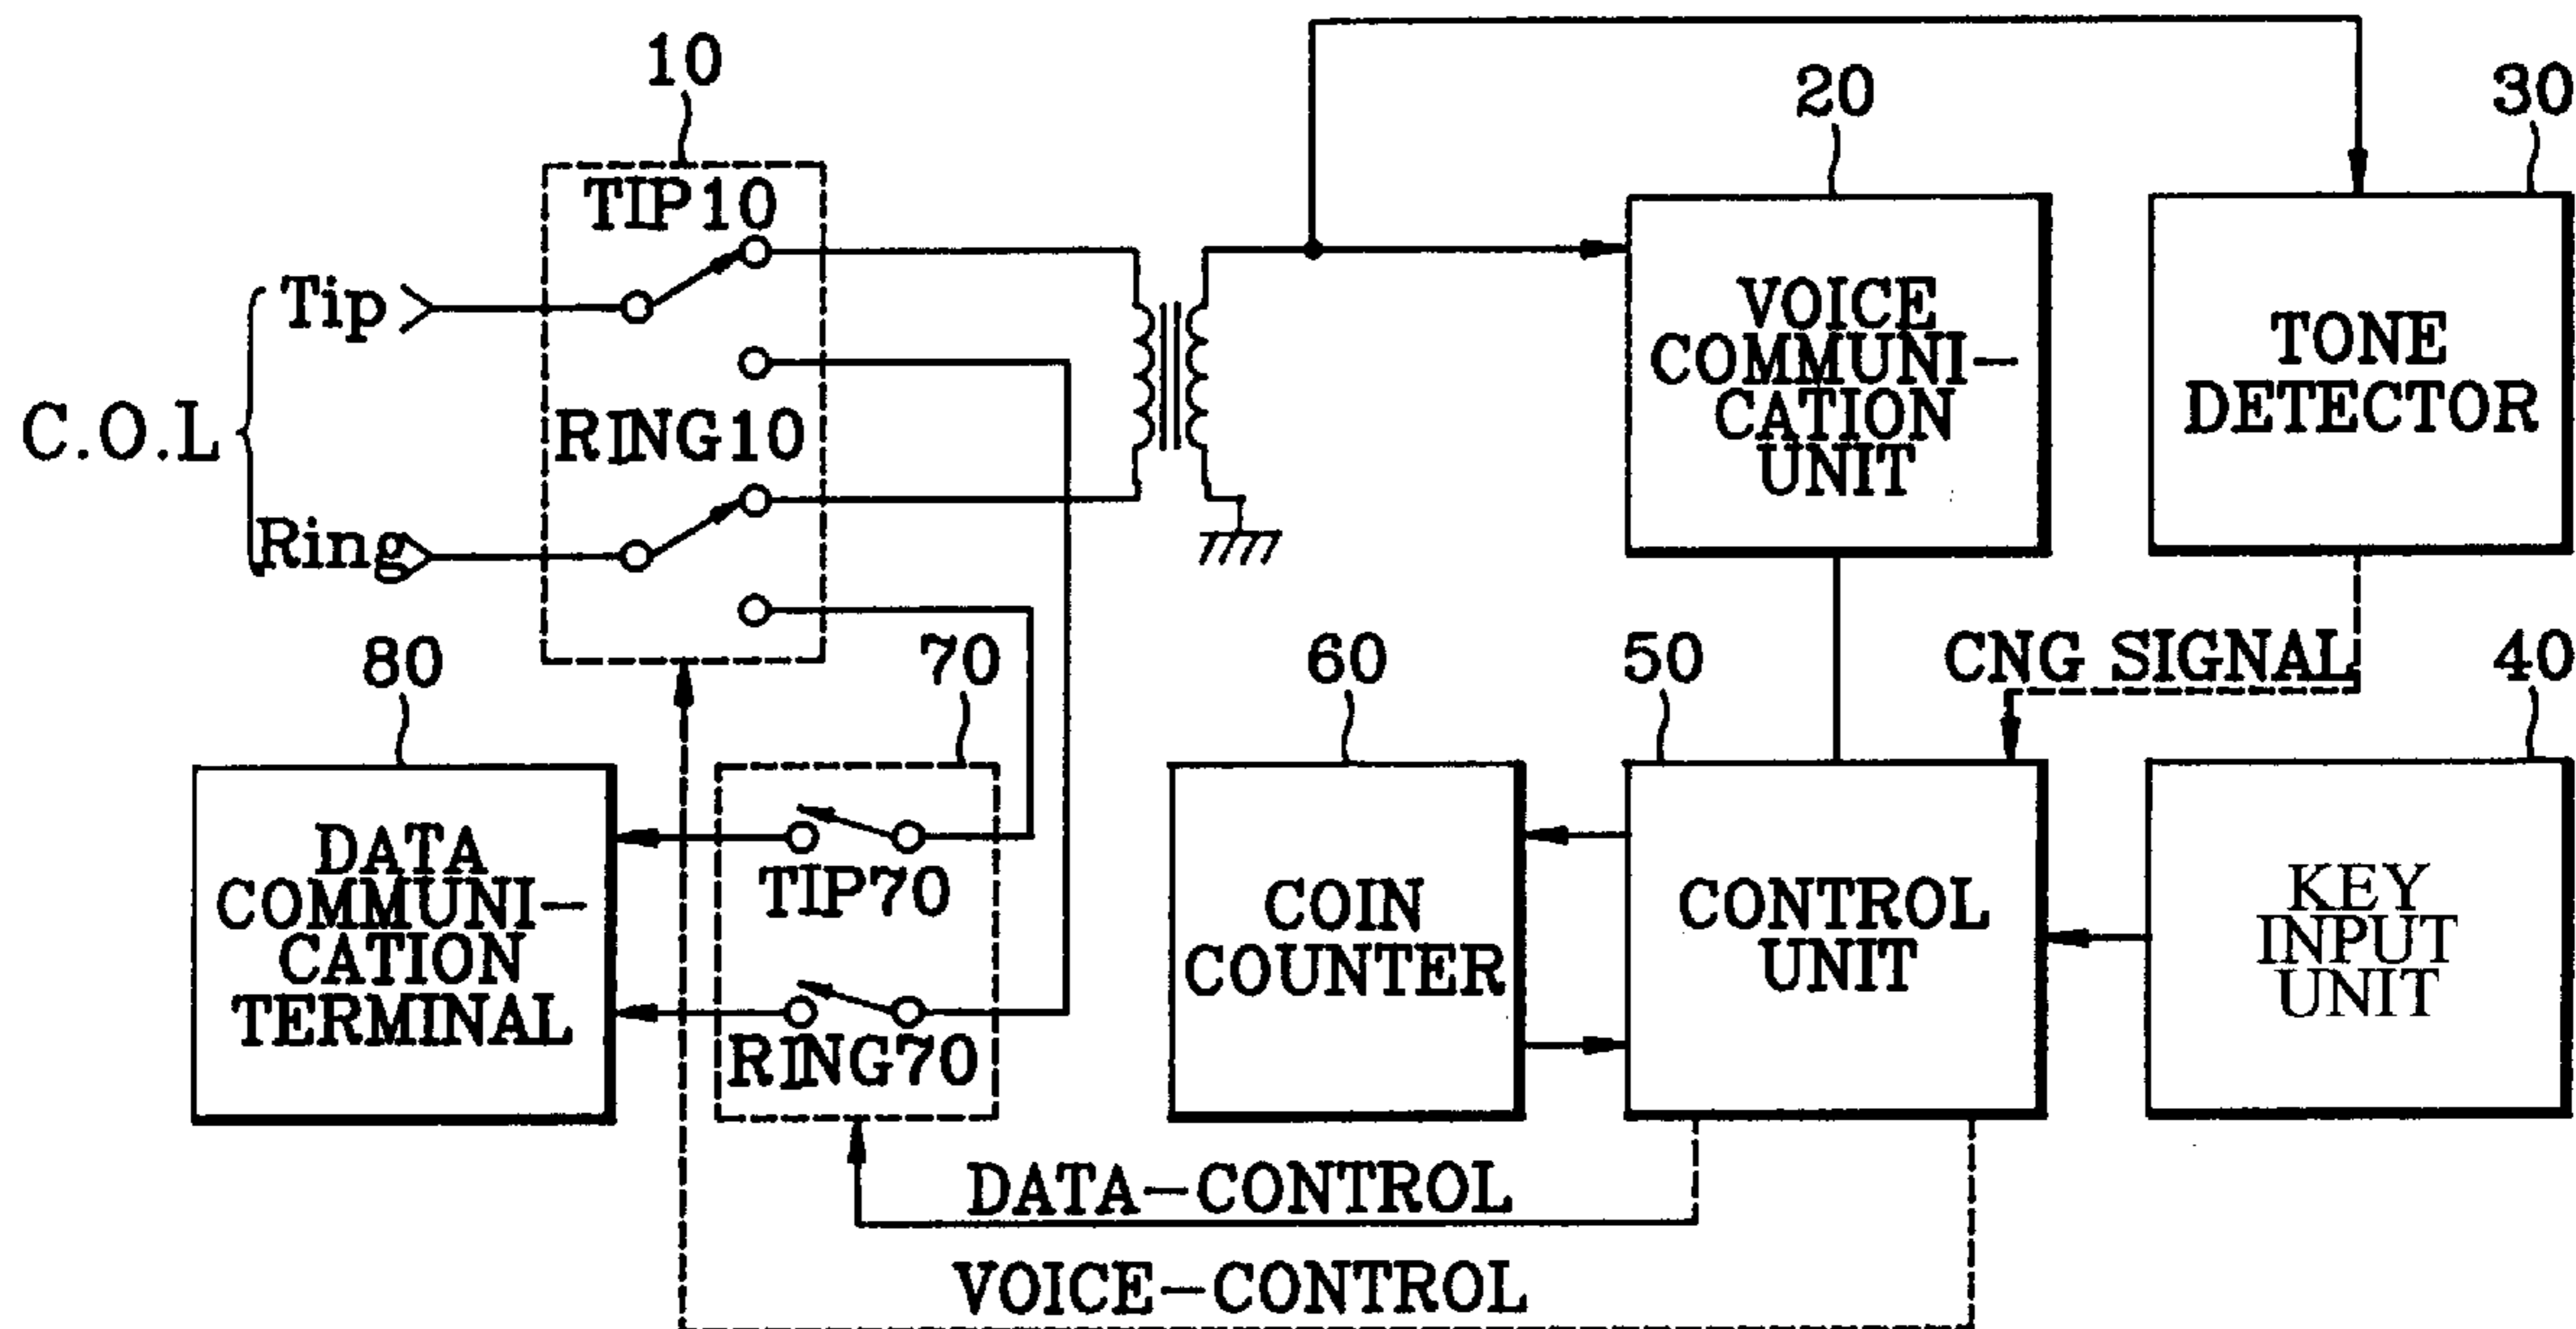 10
20
30
TIP10
Tip
C.O.L
RING10
Ring
VOICE
COMMUNI-
CATION
UNIT
TONE
DETECTOR
CNG SIGNAL
80
70
60
50
40
DATA
COMMUNI-
CATION
TERMINAL
TIP70
RING70
COIN
COUNTER
CONTROL
UNIT
KEY
INPUT
UNIT
DATA-CONTROL
VOICE-CONTROL